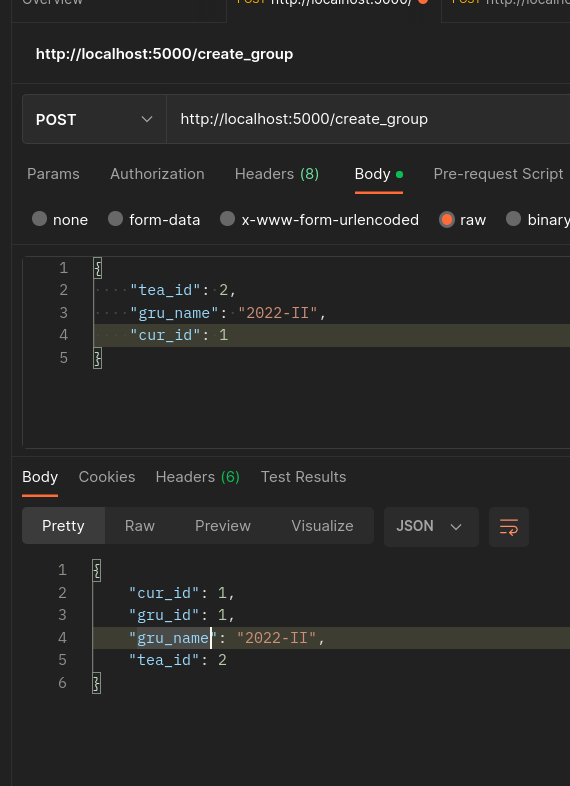 Overview POST http://localhost:5000/ POST http://localh
http://localhost:5000/create_group
POST http://localhost:5000/create_group
Params Authorization Headers (8) Body Pre-request Script
none form-data x-www-form-urlencoded raw binary
1 {
2 "tea_id": 2,
3 "gru_name": "2022-II",
4 "cur_id": 1
5 }
Body Cookies Headers (6) Test Results
Pretty Raw Preview Visualize JSON
1 {
2 "cur_id": 1,
3 "gru_id": 1,
4 "gru_name": "2022-II",
5 "tea_id": 2
6 }